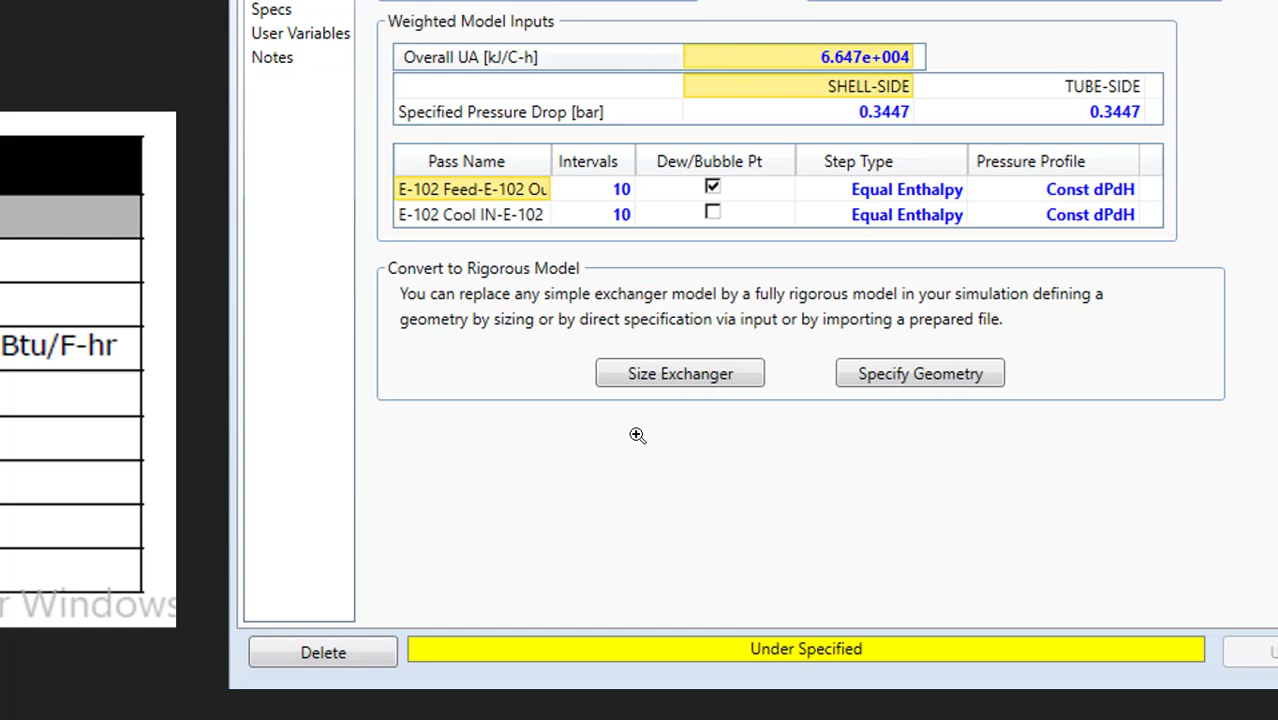 Specs
User Variables
Notes
Weighted Model Inputs
Overall UA [kJ/C-h] 6.647e+004
SHELL-SIDE TUBE-SIDE
Specified Pressure Drop [bar] 0.3447 0.3447
Pass Name Intervals Dew/Bubble Pt Step Type Pressure Profile
E-102 Feed-E-102 Ou 10 Equal Enthalpy Const dPdH
E-102 Cool IN-E-102 10 Equal Enthalpy Const dPdH
Convert to Rigorous Model
You can replace any simple exchanger model by a fully rigorous model in your simulation defining a
geometry by sizing or by direct specification via input or by importing a prepared file.
Size Exchanger Specify Geometry
Btu/F-hr
r Windows
Delete Under Specified